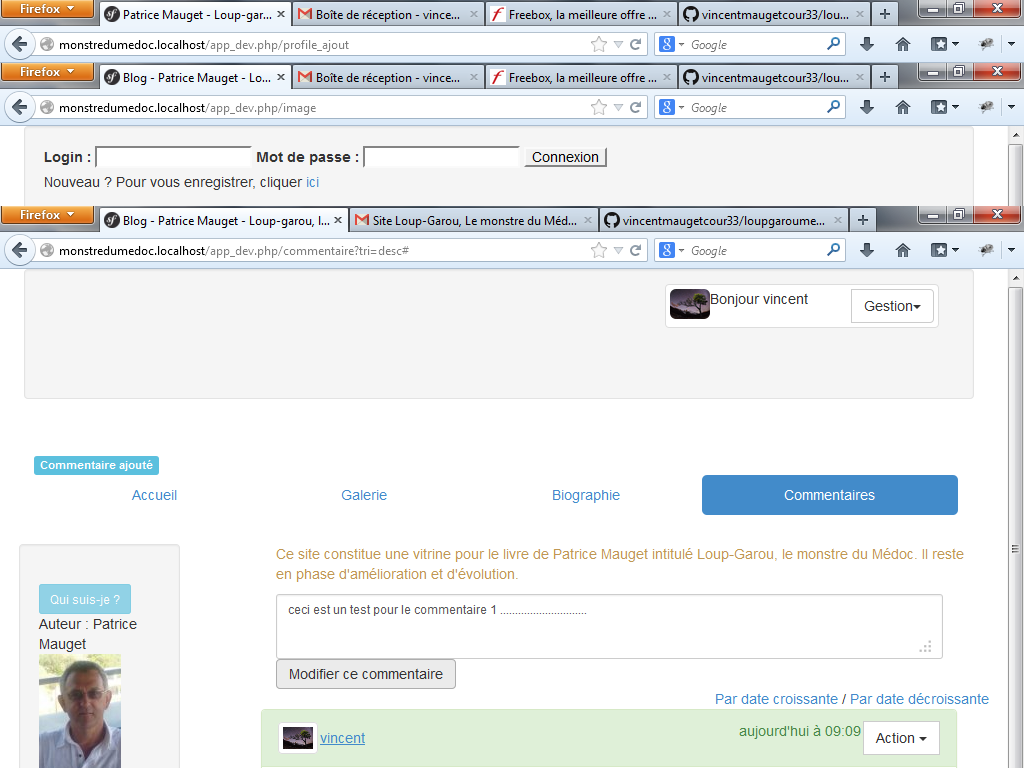 Firefox
Patrice Mauget - Loup-gar...
Boîte de réception - vince...
Freebox, la meilleure offre ...
vincentmaugetcour33/lou...
monstredumedoc.localhost/app_dev.php/profile_ajout
Google
Firefox
Blog - Patrice Mauget - Lo...
Boîte de réception - vince...
Freebox, la meilleure offre ...
vincentmaugetcour33/lou...
monstredumedoc.localhost/app_dev.php/image
Google
Login : Mot de passe : Connexion
Nouveau ? Pour vous enregistrer, cliquer ici
Firefox
Blog - Patrice Mauget - Loup-garou, l...
Site Loup-Garou, Le monstre du Méd...
vincentmaugetcour33/loupgaroume...
monstredumedoc.localhost/app_dev.php/commentaire?tri=desc#
Google
Bonjour vincent
Gestion
Commentaire ajouté
Accueil
Galerie
Biographie
Commentaires
Ce site constitue une vitrine pour le livre de Patrice Mauget intitulé Loup-Garou, le monstre du Médoc. Il reste
en phase d'amélioration et d'évolution.
Qui suis-je ?
Auteur : Patrice
Mauget
ceci est un test pour le commentaire 1 .............................
Modifier ce commentaire
Par date croissante / Par date décroissante
vincent
aujourd'hui à 09:09
Action